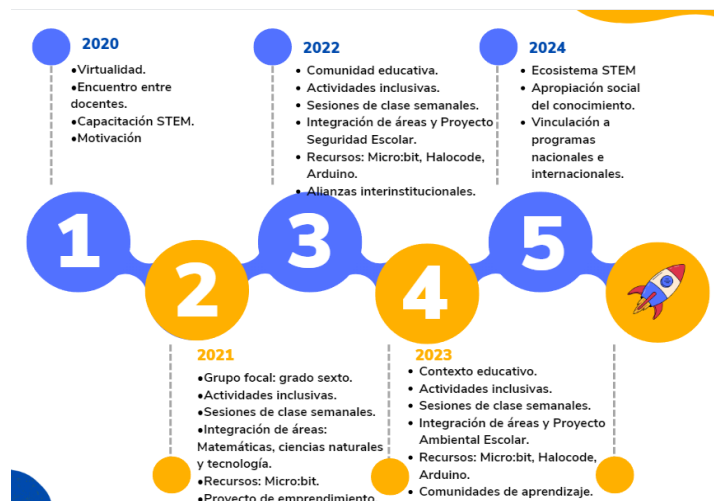 2020
•Virtualidad.
•Encuentro entre
docentes.
•Capacitación STEM.
•Motivación
2022
• Comunidad educativa.
• Actividades inclusivas.
• Sesiones de clase semanales.
• Integración de áreas y Proyecto
Seguridad Escolar.
• Recursos: Micro:bit, Halocode,
Arduino.
• Alianzas interinstitucionales.
2024
• Ecosistema STEM
• Apropiación social
del conocimiento.
• Vinculación a
programas
nacionales e
internacionales.
1
2
3
4
5
2021
•Grupo focal: grado sexto.
•Actividades inclusivas.
•Sesiones de clase semanales.
•Integración de áreas:
Matemáticas, ciencias naturales
y tecnología.
•Recursos: Micro:bit.
•Proyecto de emprendimiento
2023
• Contexto educativo.
• Actividades inclusivas.
• Sesiones de clase semanales.
• Integración de áreas y Proyecto
Ambiental Escolar.
• Recursos: Micro:bit, Halocode,
Arduino.
• Comunidades de aprendizaje.